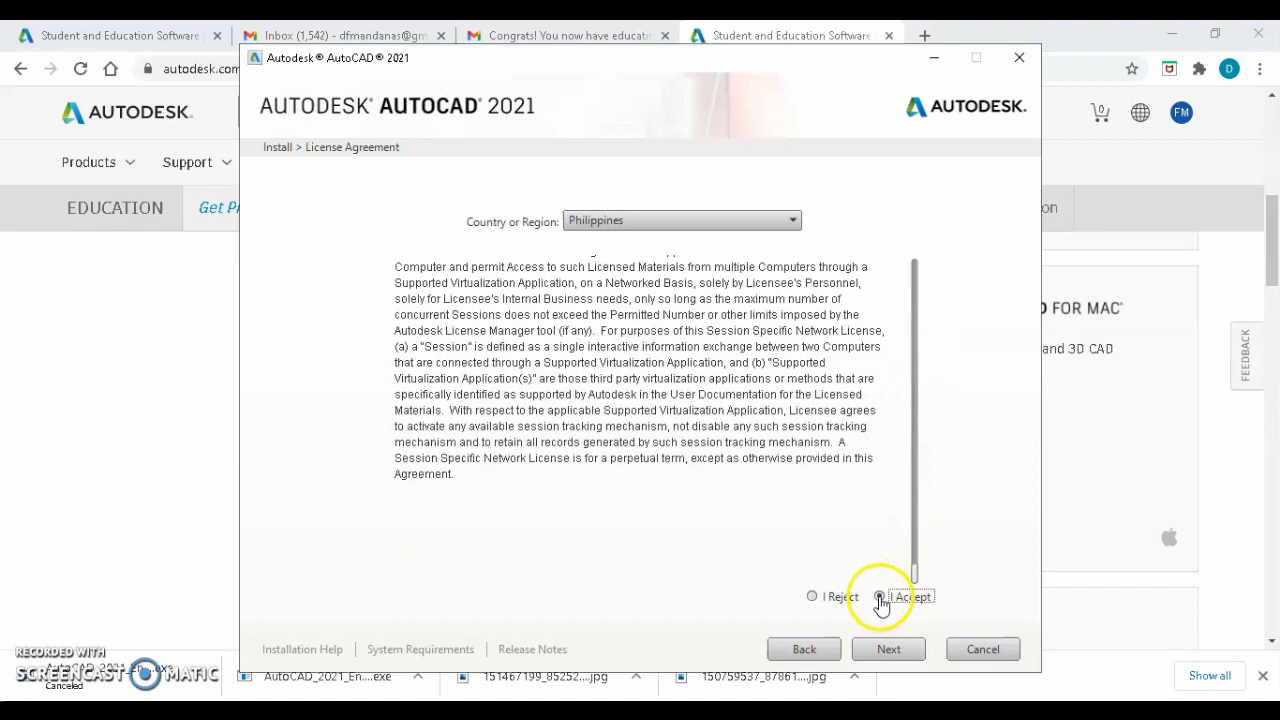 Student and Education Software
Inbox (1,542) - dfmandanas@gm
Congrats! You now have educati
Student and Education Software
autodesk.com
Autodesk® AutoCAD® 2021
AUTODESK® AUTOCAD® 2021
AUTODESK.
AUTODESK.
0
FM
D
Install > License Agreement
Products
Support
EDUCATION
Get Pr
on
Country or Region:
Philippines
Computer and permit Access to such Licensed Materials from multiple Computers through a
Supported Virtualization Application, on a Networked Basis, solely by Licensee's Personnel,
solely for Licensee's Internal Business needs, only so long as the maximum number of
concurrent Sessions does not exceed the Permitted Number or other limits imposed by the
Autodesk License Manager tool (if any). For purposes of this Session Specific Network License,
(a) a "Session" is defined as a single interactive information exchange between two Computers
that are connected through a Supported Virtualization Application, and (b) "Supported
Virtualization Application(s)" are those third party virtualization applications or methods that are
specifically identified as supported by Autodesk in the User Documentation for the Licensed
Materials. With respect to the applicable Supported Virtualization Application, Licensee agrees
to activate any available session tracking mechanism, not disable any such session tracking
mechanism and to retain all records generated by such session tracking mechanism. A
Session Specific Network License is for a perpetual term, except as otherwise provided in this
Agreement.
D FOR MAC®
and 3D CAD
FEEDBACK
I Reject
I Accept
Installation Help
System Requirements
Release Notes
Back
Next
Cancel
RECORDED WITH
SCREENCAST MATIC
AutoCAD_2021_En....exe
Canceled
AutoCAD_2021_En....exe
151467199_85252....jpg
150759537_87861....jpg
Show all